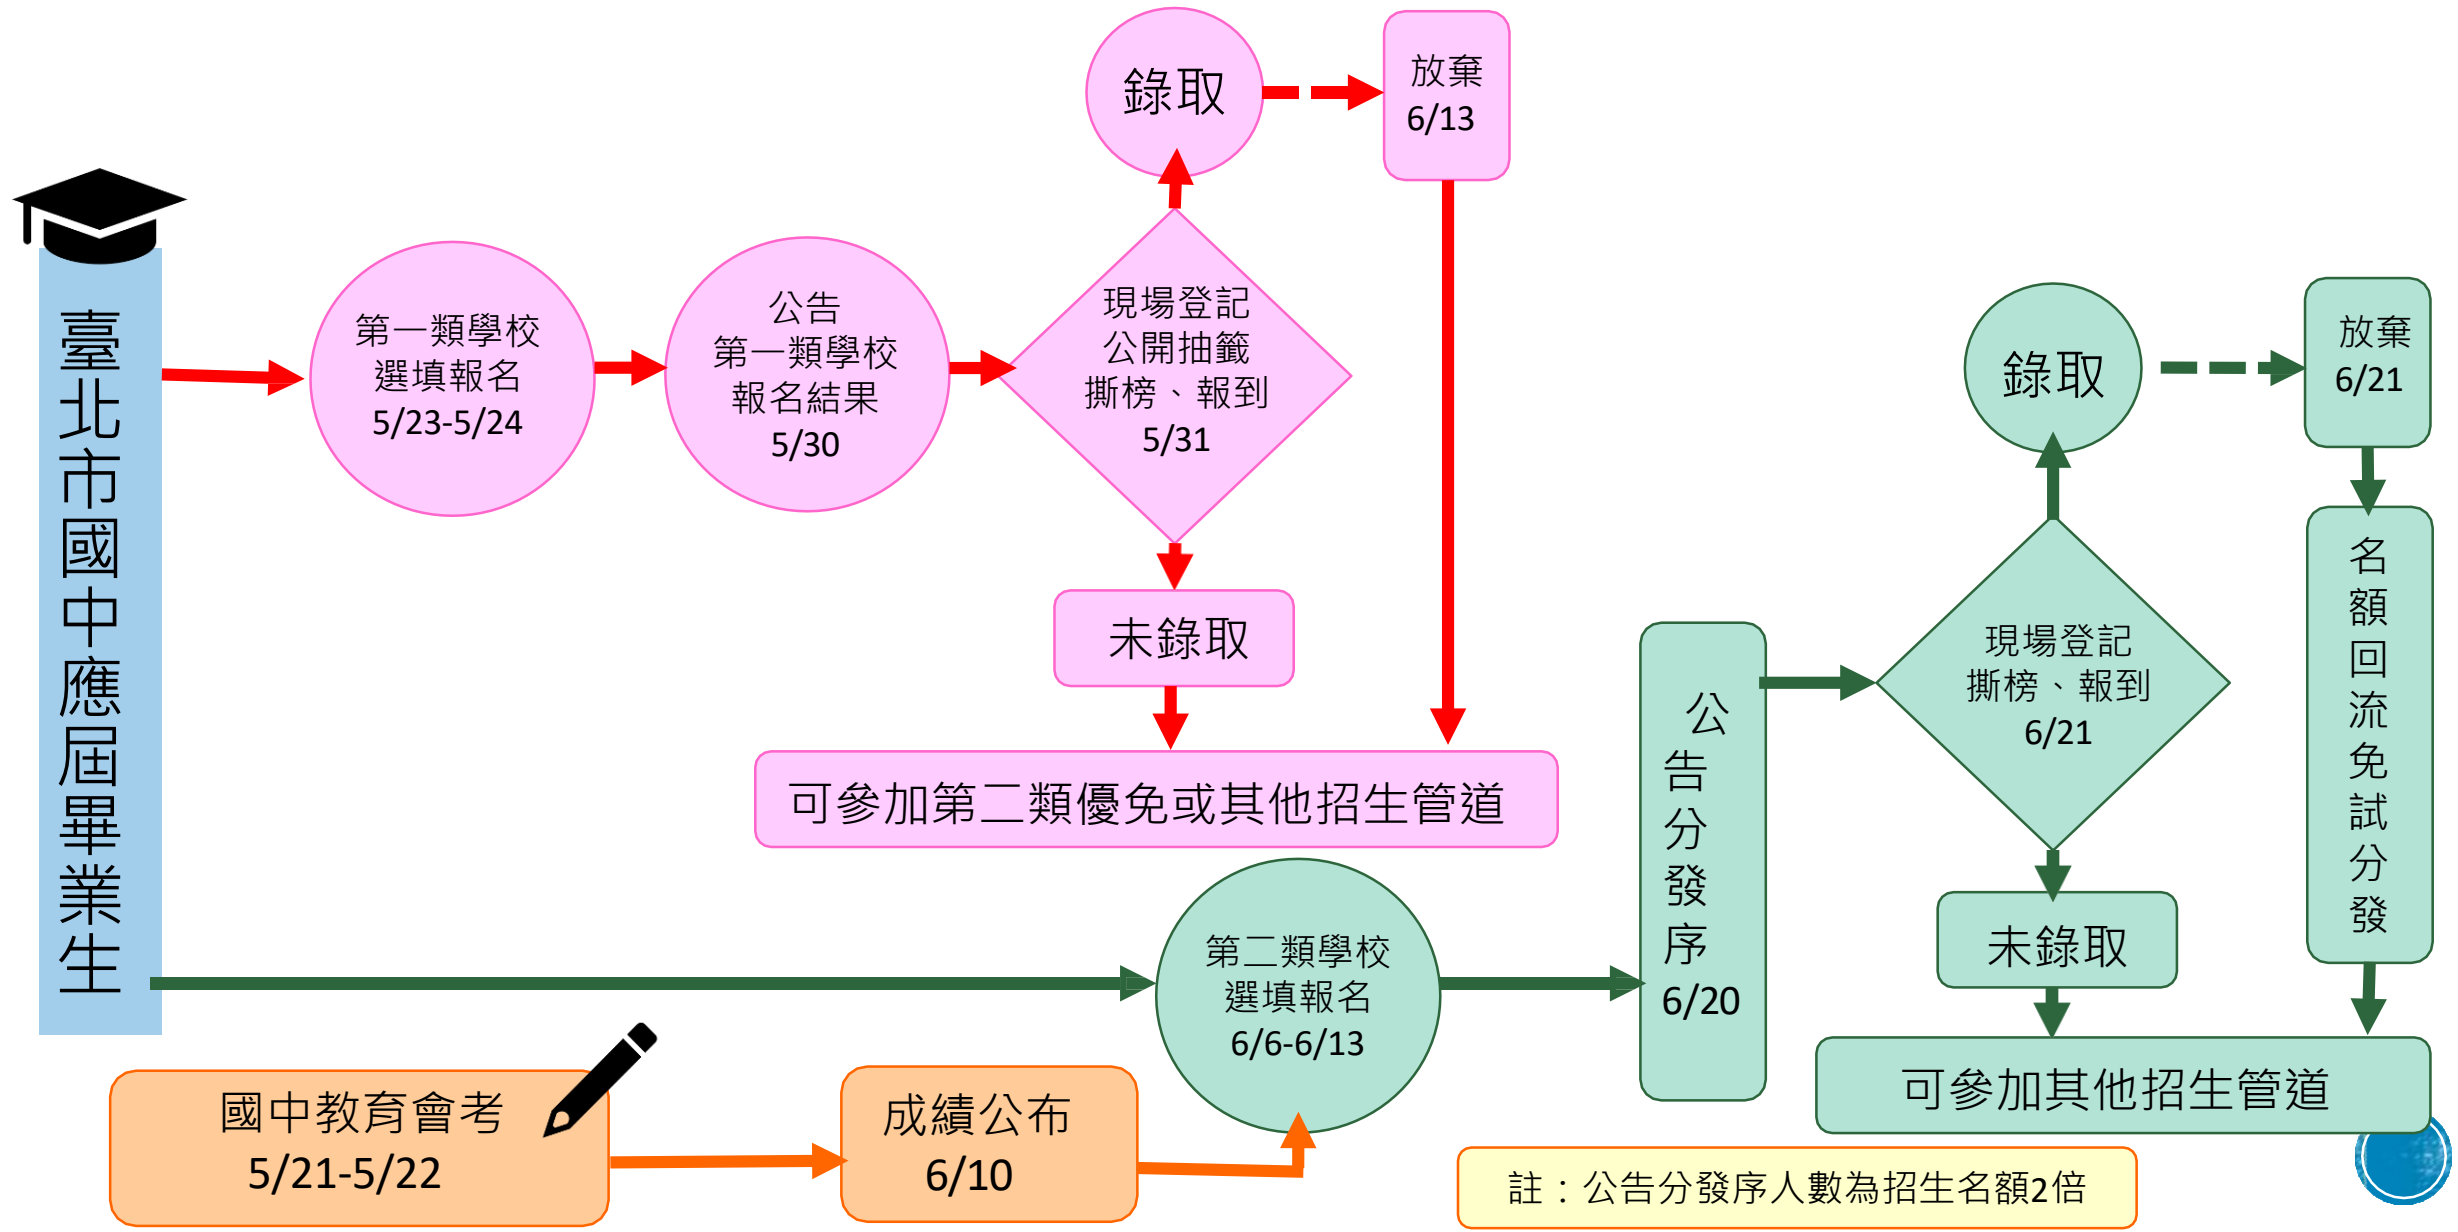 臺北市國中應屆畢業生
第一類學校
選填報名
5/23-5/24
公告
第一類學校
報名結果
5/30
現場登記
公開抽籤
撕榜、報到
5/31
錄取
放棄
6/13
未錄取
可參加第二類優免或其他招生管道
國中教育會考
5/21-5/22
成績公布
6/10
第二類學校
選填報名
6/6-6/13
公告分發序
6/20
現場登記
撕榜、報到
6/21
錄取
放棄
6/21
名額回流免試分發
未錄取
可參加其他招生管道
註：公告分發序人數為招生名額2倍